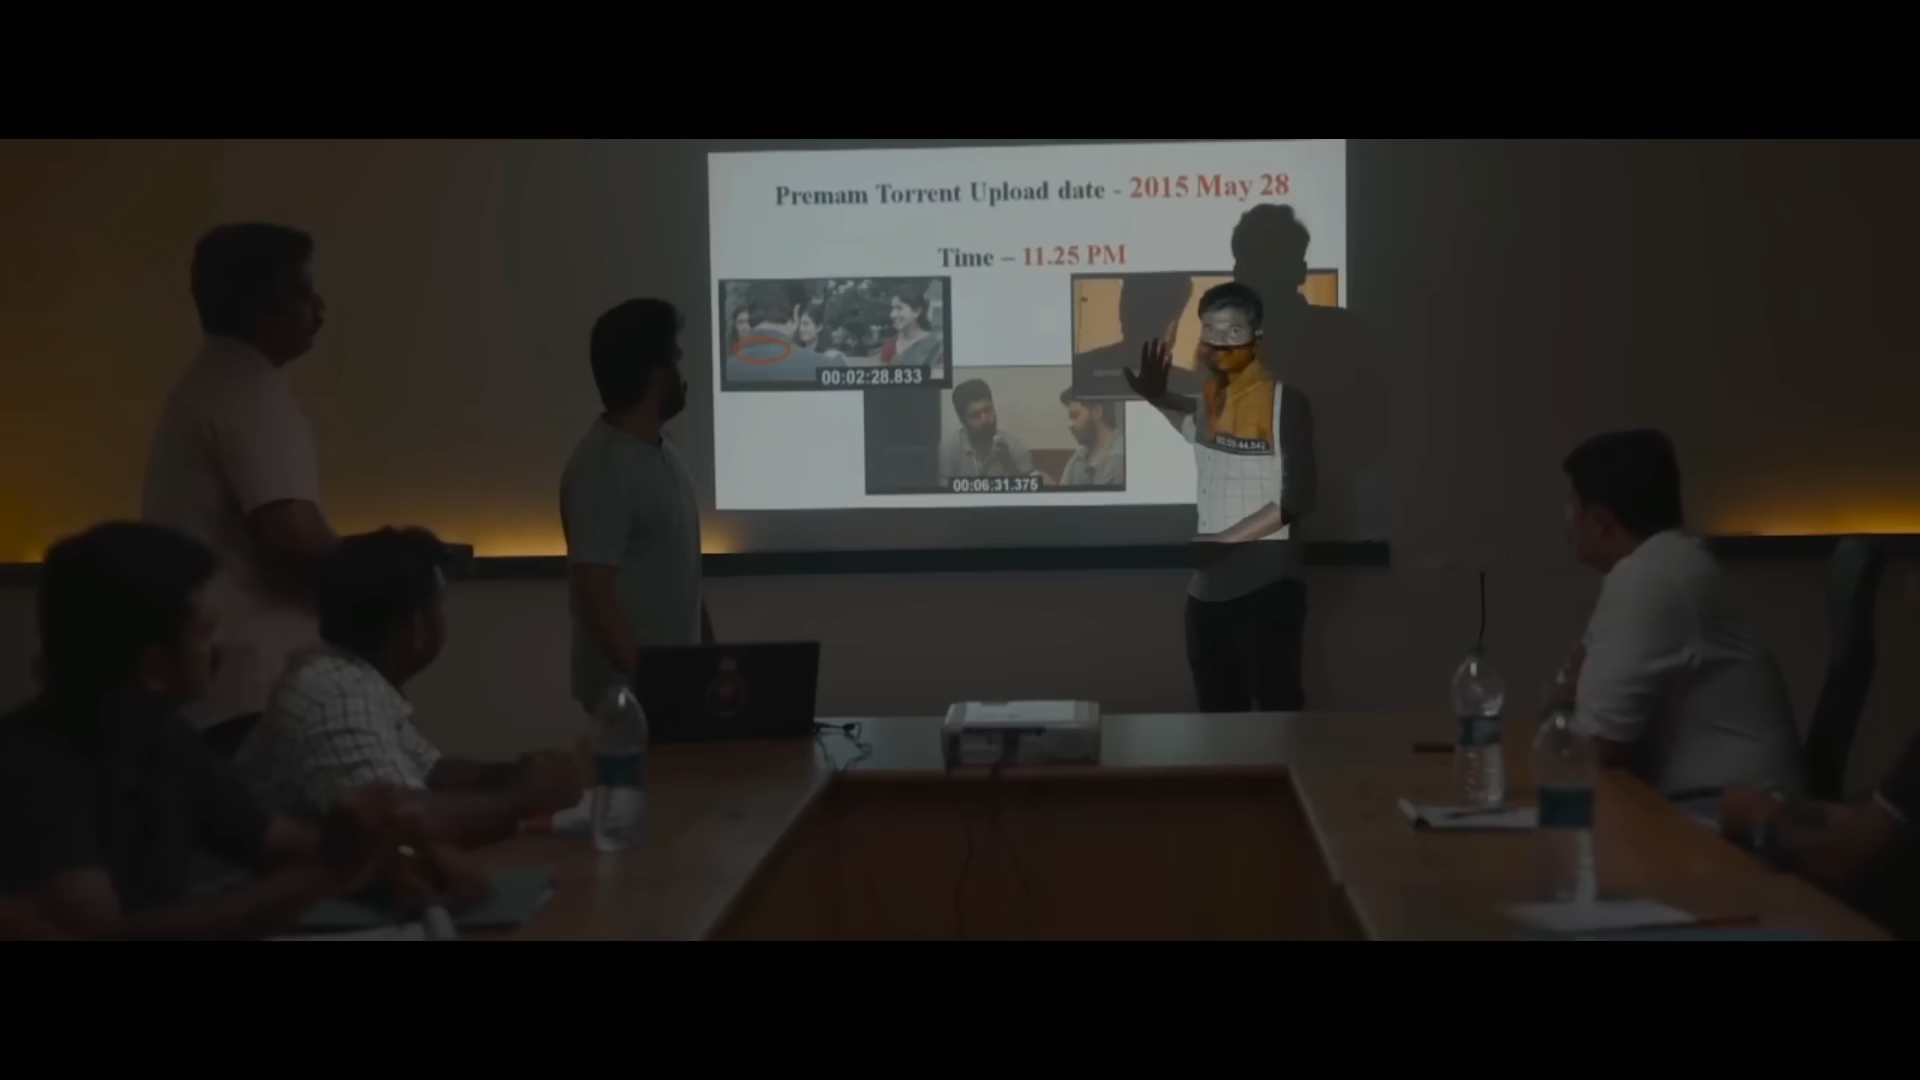 Premam Torrent Upload date - 2015 May 28
Time – 11.25 PM
00:02:28.833
00:06:31.375